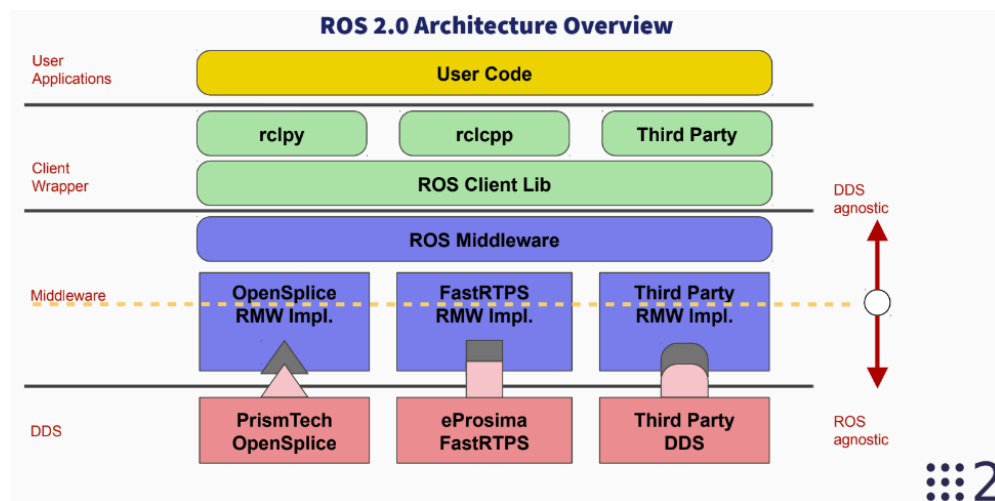 ROS 2.0 Architecture Overview
User
Applications
User Code
rclpy
rclcpp
Third Party
Client
Wrapper
ROS Client Lib
DDS
agnostic
ROS Middleware
Middleware
OpenSplice
RMW Impl.
FastRTPS
RMW Impl.
Third Party
RMW Impl.
DDS
PrismTech
OpenSplice
eProsima
FastRTPS
Third Party
DDS
ROS
agnostic
2